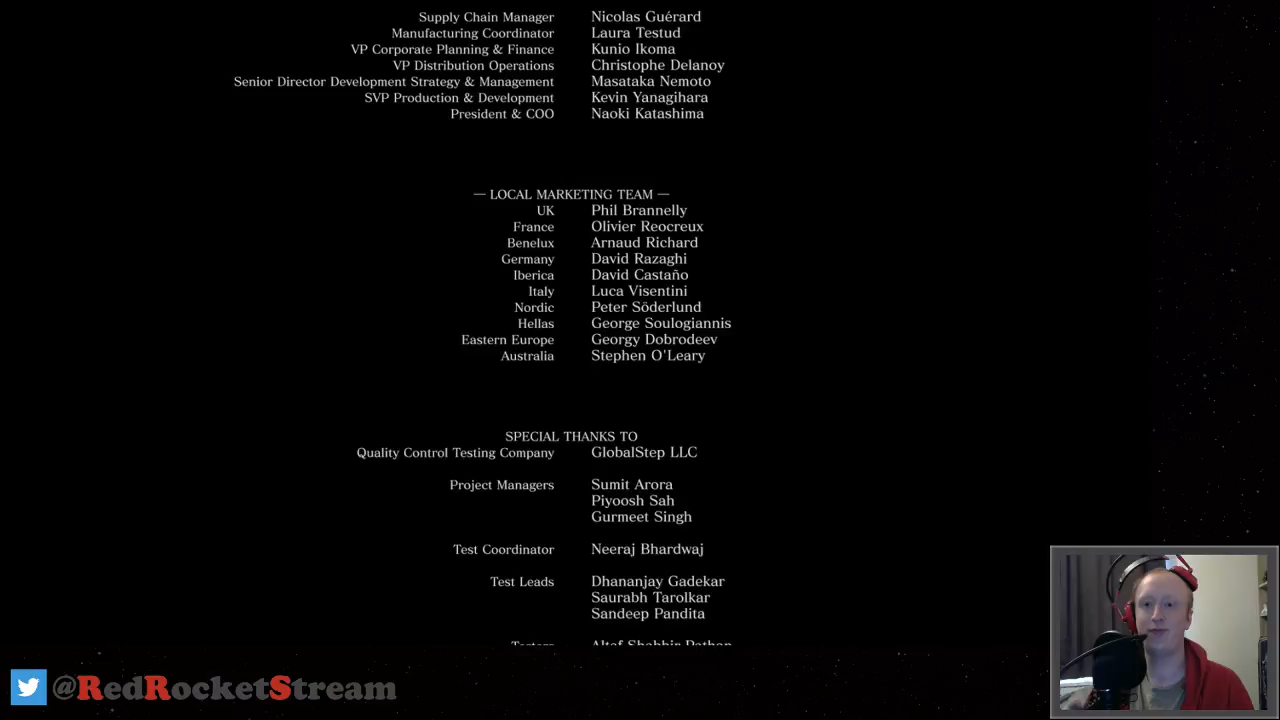 Supply Chain Manager Nicolas Guérard
Manufacturing Coordinator Laura Testud
VP Corporate Planning & Finance Kunio Ikoma
VP Distribution Operations Christophe Delanoy
Senior Director Development Strategy & Management Masataka Nemoto
SVP Production & Development Kevin Yanagihara
President & COO Naoki Katashima
— LOCAL MARKETING TEAM —
UK Phil Brannelly
France Olivier Reocreux
Benelux Arnaud Richard
Germany David Razaghi
Iberica David Castaño
Italy Luca Visentini
Nordic Peter Söderlund
Hellas George Soulogiannis
Eastern Europe Georgy Dobrodeev
Australia Stephen O'Leary
SPECIAL THANKS TO
Quality Control Testing Company GlobalStep LLC
Project Managers Sumit Arora
Piyoosh Sah
Gurmeet Singh
Test Coordinator Neeraj Bhardwaj
Test Leads Dhananjay Gadekar
Saurabh Tarolkar
Sandeep Pandita
Testers Altaf Shabbir Pathan
@RedRocketStream